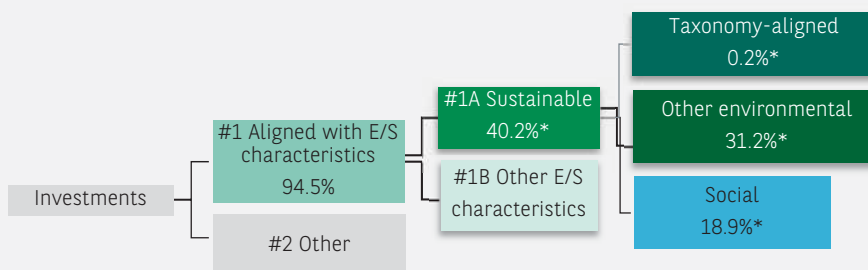 Taxonomy-aligned
0.2%*
#1A Sustainable
40.2%*
Other environmental
31.2%*
#1 Aligned with E/S
characteristics
94.5%
#1B Other E/S
characteristics
Investments
Social
18.9%*
#2 Other